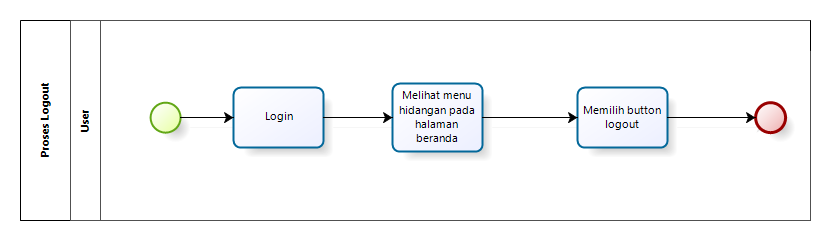 Proses Logout
User
Login
Melihat menu
hidangan pada
halaman
beranda
Memilih button
logout